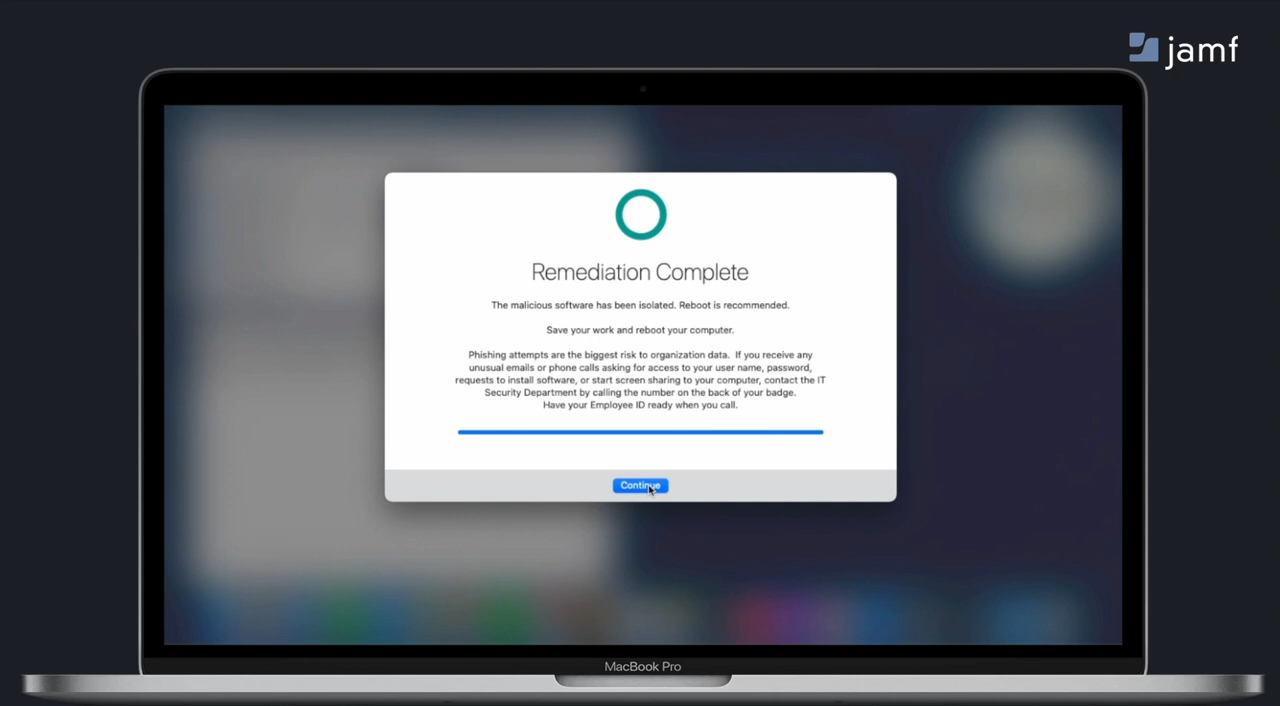 jamf
Remediation Complete
The malicious software has been isolated. Reboot is recommended.
Save your work and reboot your computer.
Phishing attempts are the biggest risk to organization data.  If you receive any
unusual emails or phone calls asking for access to your user name, password,
requests to install software, or start screen sharing to your computer, contact the IT
Security Department by calling the number on the back of your badge.
Have your Employee ID ready when you call.
Continue
MacBook Pro